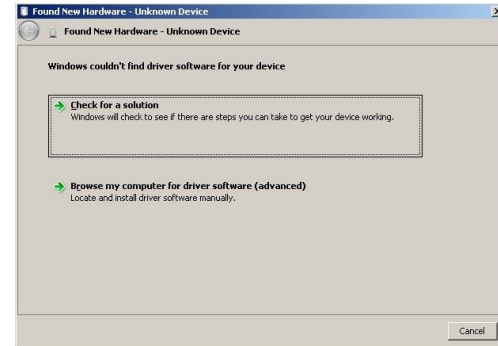 Found New Hardware - Unknown Device
Found New Hardware - Unknown Device
Windows couldn't find driver software for your device
Check for a solution
Windows will check to see if there are steps you can take to get your device working.
Browse my computer for driver software (advanced)
Locate and install driver software manually.
Cancel